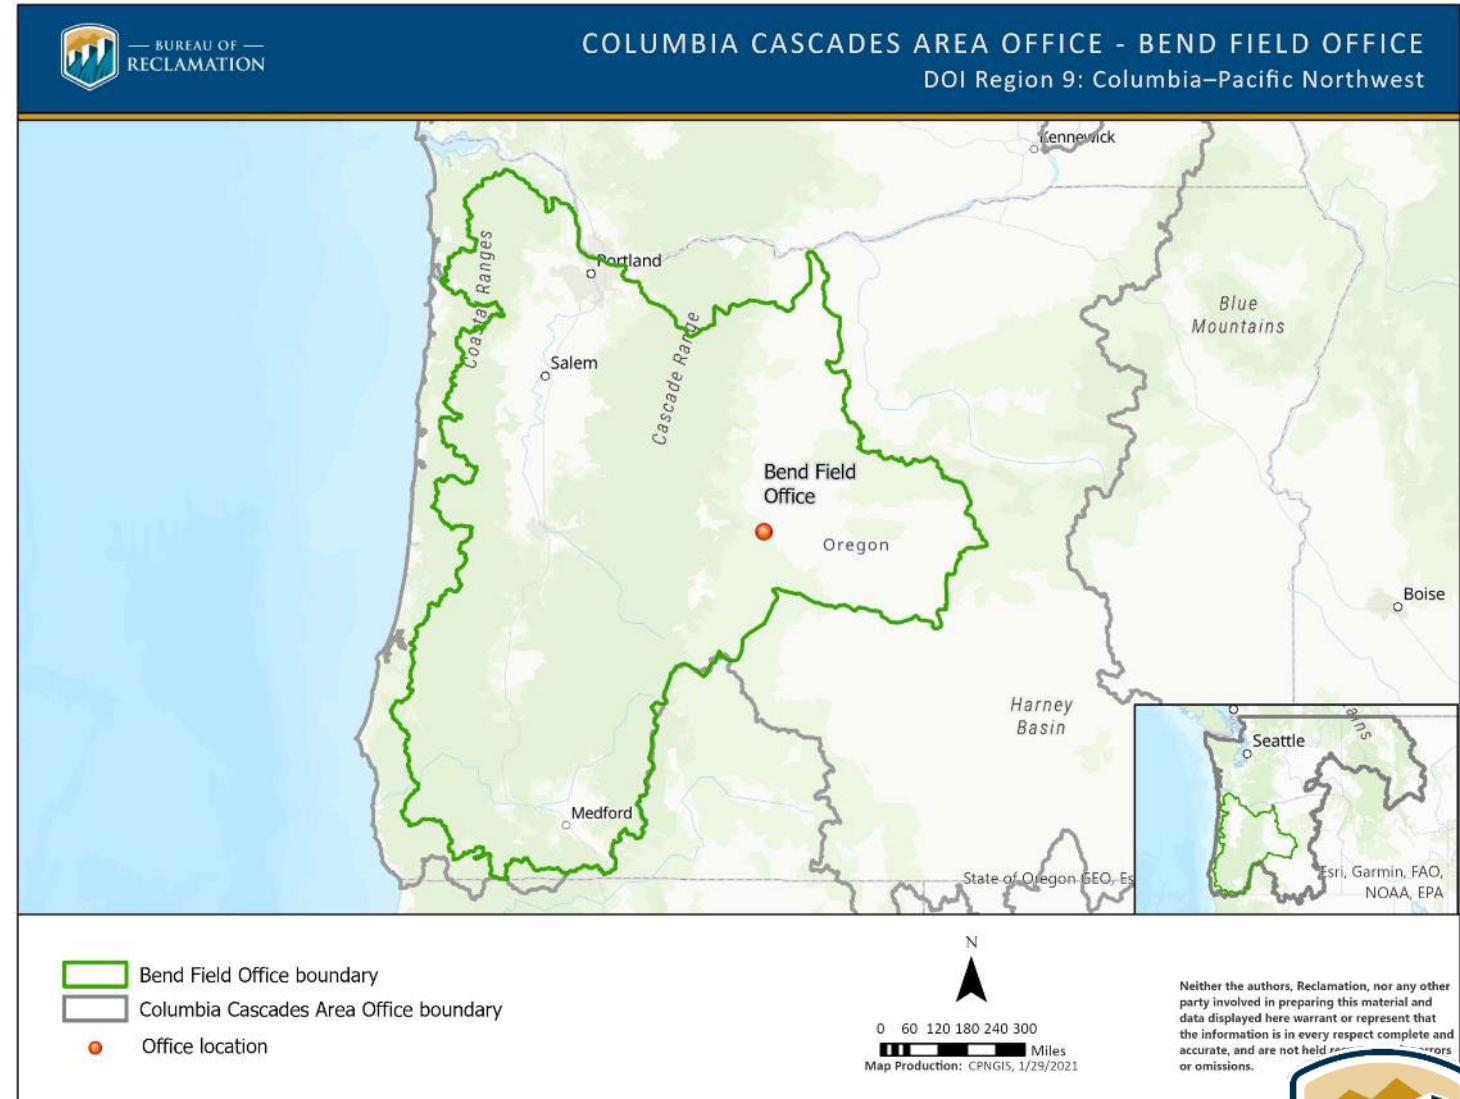 BUREAU OF
RECLAMATION
COLUMBIA CASCADES AREA OFFICE - BEND FIELD OFFICE
DOI Region 9: Columbia–Pacific Northwest
Kennewick
Coastal Ranges
Portland
Cascade Range
Salem
Blue
Mountains
Bend Field
Office
Oregon
Boise
Harney
Basin
Medford
State of Oregon GEO, Es
Seattle
Esri, Garmin, FAO,
NOAA, EPA
Bend Field Office boundary
Columbia Cascades Area Office boundary
Office location
N
0 60 120 180 240 300
Miles
Map Production: CPNGIS, 1/29/2021
Neither the authors, Reclamation, nor any other
party involved in preparing this material and
data displayed here warrant or represent that
the information is in every respect complete and
accurate, and are not held
or omissions.